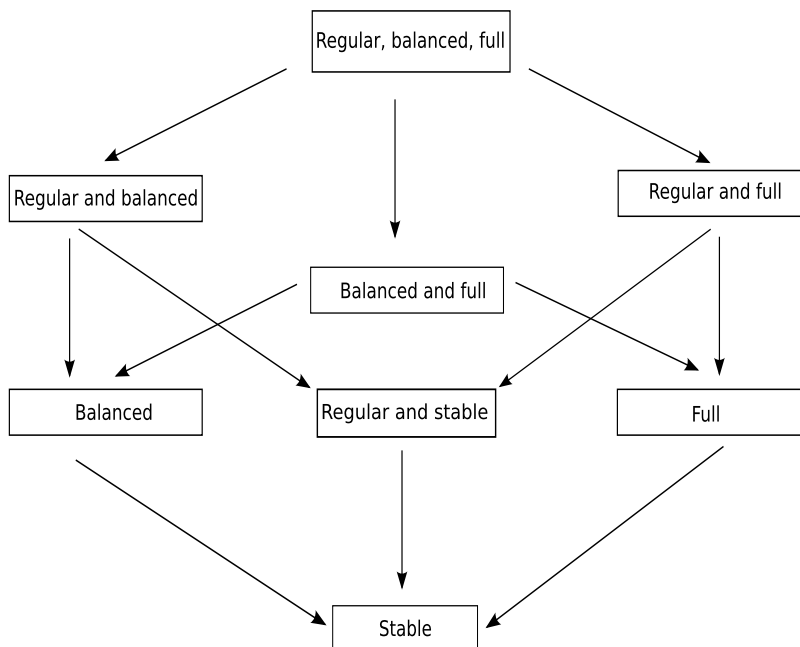 Regular, balanced, full
Regular and balanced
Regular and full
Balanced and full
Balanced
Regular and stable
Full
Stable